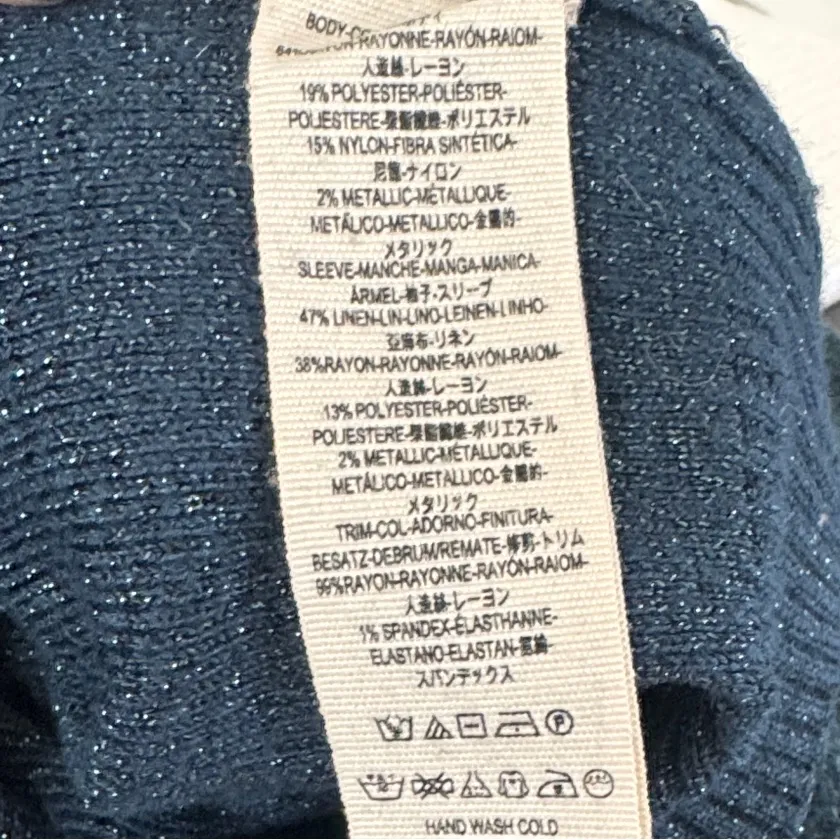 BODY-
64% RAYON-RAYONNE-RAYÓN-RAIOM-
人造絲-レーヨン
19% POLYESTER-POLIÉSTER-
POLIESTERE-聚酯纖維-ポリエステル
15% NYLON-FIBRA SINTÉTICA-
尼龍-ナイロン
2% METALLIC-MÉTALLIQUE-
METÁLICO-METALLICO-金屬的-
メタリック
SLEEVE-MANCHE-MANGA-MANICA-
ÄRMEL-袖子-スリーブ
47% LINEN-LIN-LINO-LEINEN-LINHO-
亞麻布-リネン
38%RAYON-RAYONNE-RAYÓN-RAIOM-
人造絲-レーヨン
13% POLYESTER-POLIÉSTER-
POLIESTERE-聚酯纖維-ポリエステル
2% METALLIC-MÉTALLIQUE-
METÁLICO-METALLICO-金屬的-
メタリック
TRIM-COL-ADORNO-FINITURA-
BESATZ-DEBRUM/REMATE-修剪-トリム
99%RAYON-RAYONNE-RAYÓN-RAIOM-
人造絲-レーヨン
1% SPANDEX-ÉLASTHANNE-
ELASTANO-ELASTAN-
スパンデックス
P
HAND WASH COLD